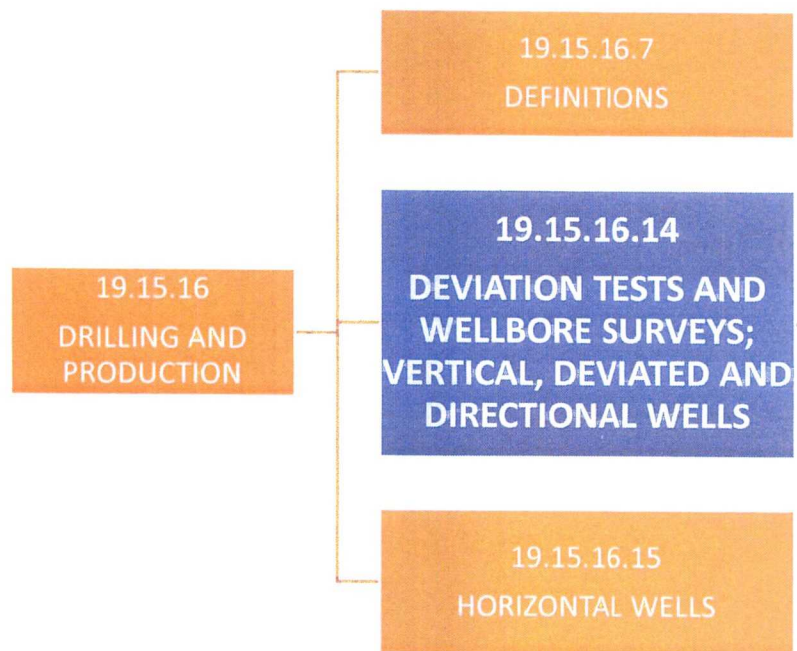 19.15.16
DRILLING AND
PRODUCTION
19.15.16.7
DEFINITIONS
19.15.16.14
DEVIATION TESTS AND
WELLBORE SURVEYS;
VERTICAL, DEVIATED AND
DIRECTIONAL WELLS
19.15.16.15
HORIZONTAL WELLS